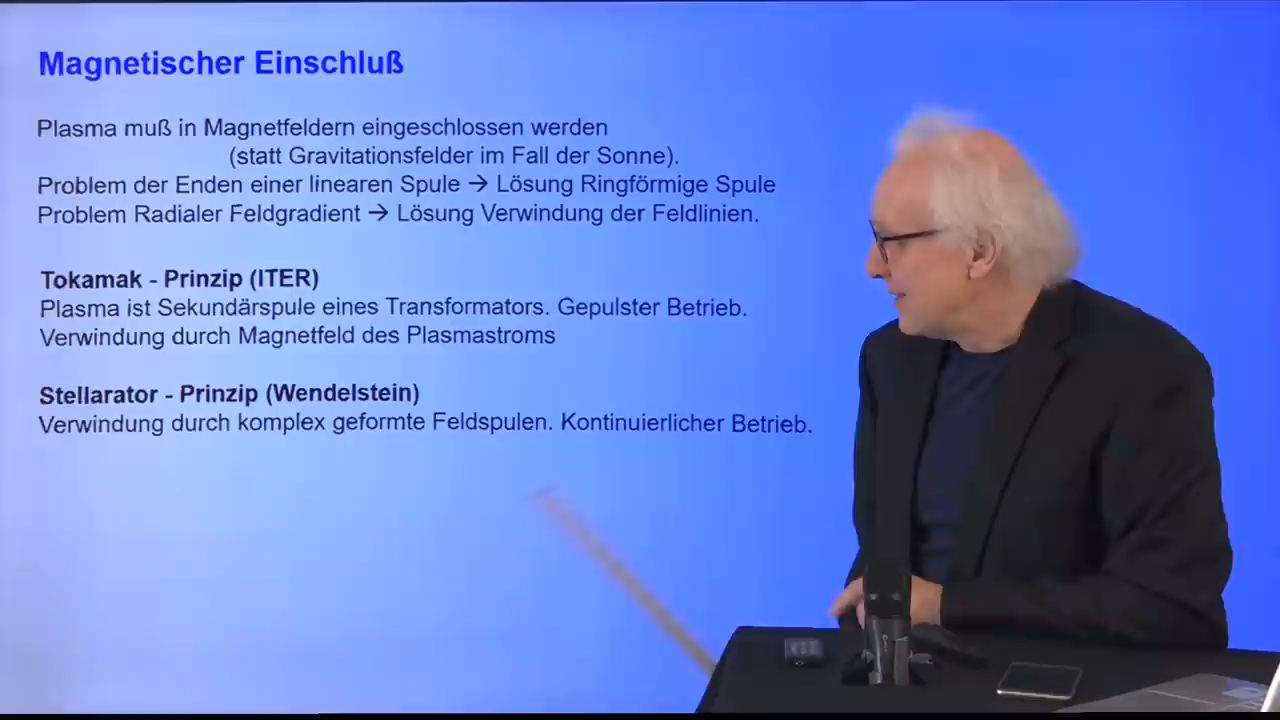 Magnetischer Einschluß
Plasma muß in Magnetfeldern eingeschlossen werden
(statt Gravitationsfelder im Fall der Sonne).
Problem der Enden einer linearen Spule → Lösung Ringförmige Spule
Problem Radialer Feldgradient → Lösung Verwindung der Feldlinien.
Tokamak - Prinzip (ITER)
Plasma ist Sekundärspule eines Transformators. Gepulster Betrieb.
Verwindung durch Magnetfeld des Plasmastroms
Stellarator - Prinzip (Wendelstein)
Verwindung durch komplex geformte Feldspulen. Kontinuierlicher Betrieb.